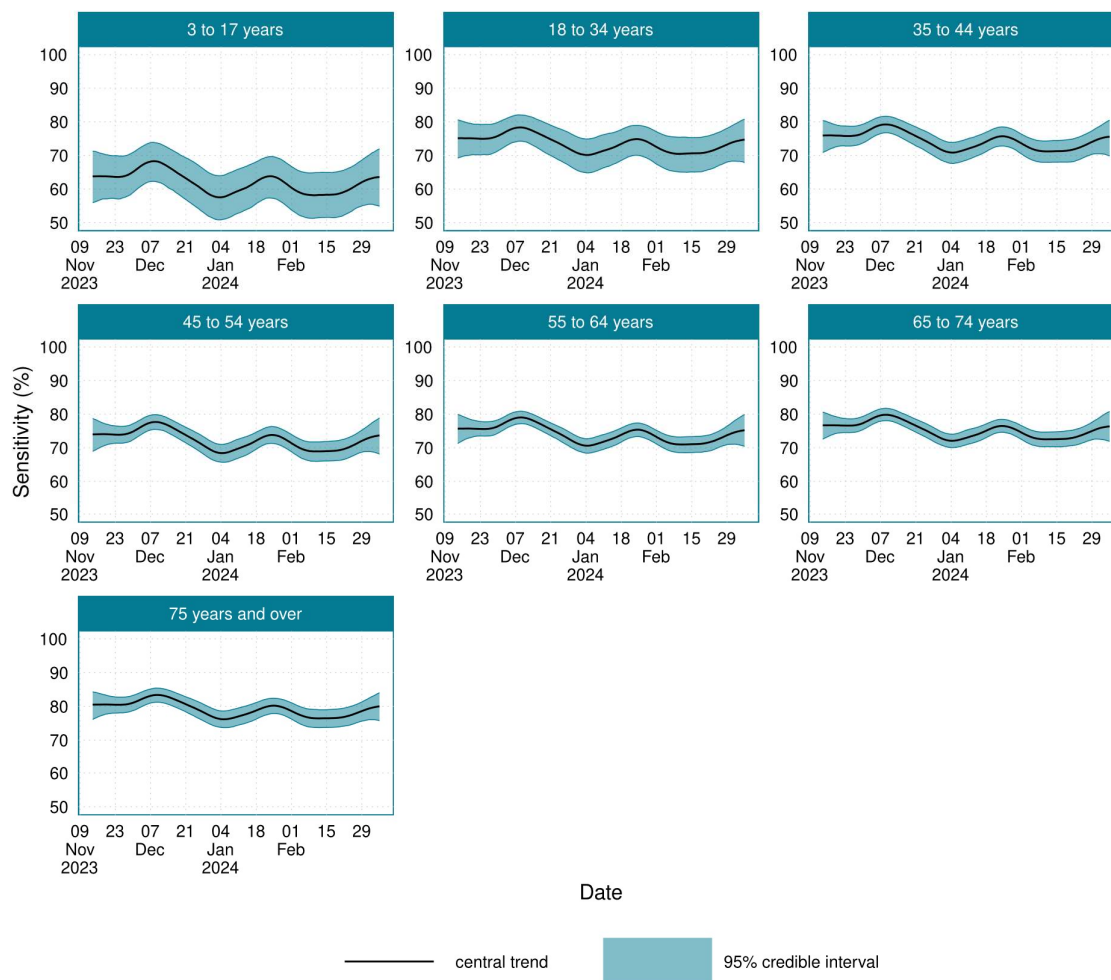 3 to 17 years
18 to 34 years
35 to 44 years
100
90
80
70
60
50
100
90
80
70
60
50
100
90
80
70
60
50
09 23 07 21 04 18 01 15 29
Nov Dec Jan Feb
2023 2024
09 23 07 21 04 18 01 15 29
Nov Dec Jan Feb
2023 2024
09 23 07 21 04 18 01 15 29
Nov Dec Jan Feb
2023 2024
Sensitivity (%)
45 to 54 years
55 to 64 years
65 to 74 years
100
90
80
70
60
50
100
90
80
70
60
50
100
90
80
70
60
50
09 23 07 21 04 18 01 15 29
Nov Dec Jan Feb
2023 2024
09 23 07 21 04 18 01 15 29
Nov Dec Jan Feb
2023 2024
09 23 07 21 04 18 01 15 29
Nov Dec Jan Feb
2023 2024
75 years and over
100
90
80
70
60
50
09 23 07 21 04 18 01 15 29
Nov Dec Jan Feb
2023 2024
Date
central trend
95% credible interval